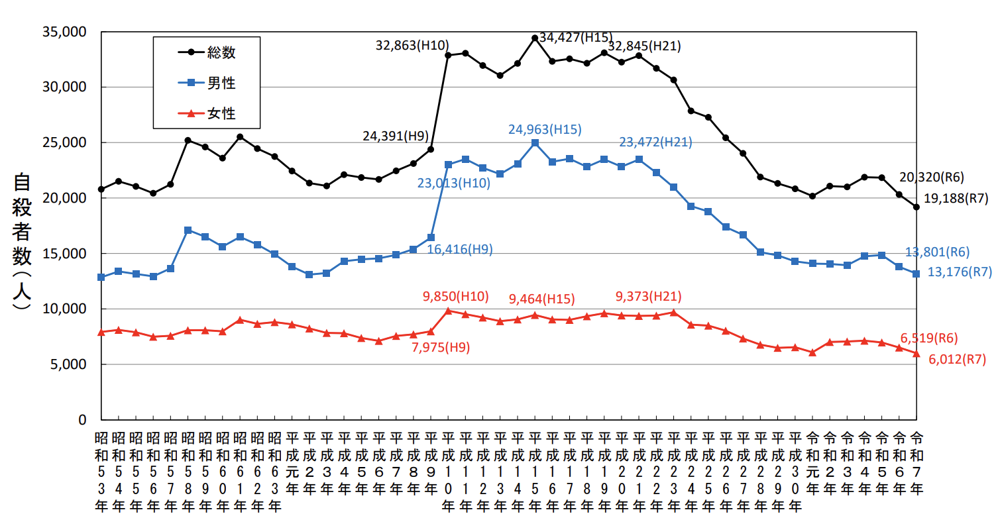 35,000
30,000
25,000
20,000
15,000
10,000
5,000
0
自殺者数(人)
総数
男性
女性
32,863(H10)
34,427(H15)
32,845(H21)
24,391(H9)
24,963(H15)
23,472(H21)
23,013(H10)
20,320(R6)
19,188(R7)
16,416(H9)
13,801(R6)
13,176(R7)
9,850(H10)
9,464(H15)
9,373(H21)
7,975(H9)
6,519(R6)
6,012(R7)
昭和53年
昭和54年
昭和55年
昭和56年
昭和57年
昭和58年
昭和59年
昭和60年
昭和61年
昭和62年
昭和63年
平成元年
平成2年
平成3年
平成4年
平成5年
平成6年
平成7年
平成8年
平成9年
平成10年
平成11年
平成12年
平成13年
平成14年
平成15年
平成16年
平成17年
平成18年
平成19年
平成20年
平成21年
平成22年
平成23年
平成24年
平成25年
平成26年
平成27年
平成28年
平成29年
平成30年
令和元年
令和2年
令和3年
令和4年
令和5年
令和6年
令和7年